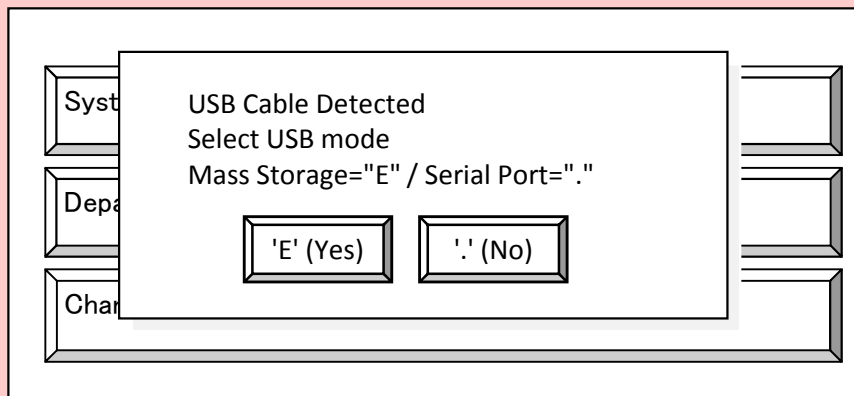 Syst
USB Cable Detected
Select USB mode
Mass Storage="E" / Serial Port="."
Depa
'E' (Yes)
'.' (No)
Char